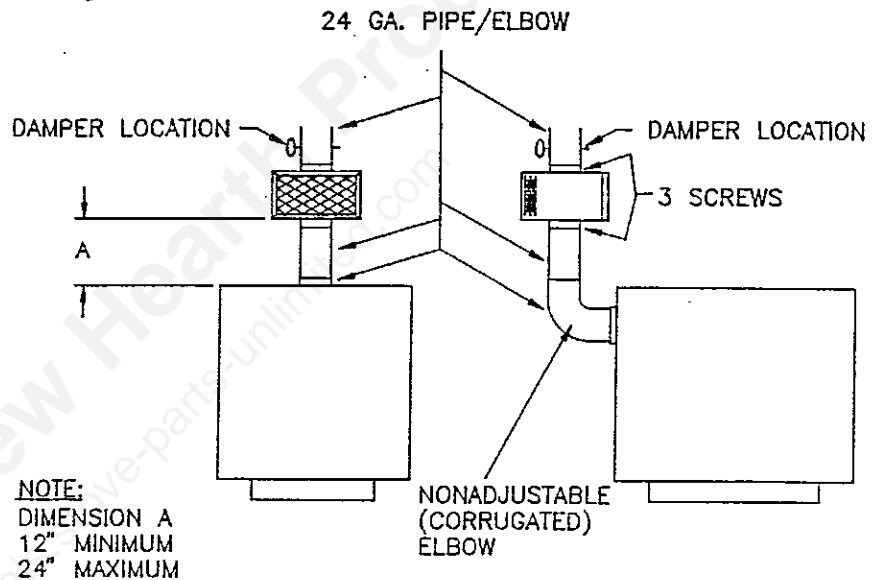 24 GA. PIPE/ELBOW
DAMPER LOCATION
DAMPER LOCATION
3 SCREWS
A
NOTE:
DIMENSION A
12" MINIMUM
24" MAXIMUM
NONADJUSTABLE
(CORRUGATED)
ELBOW